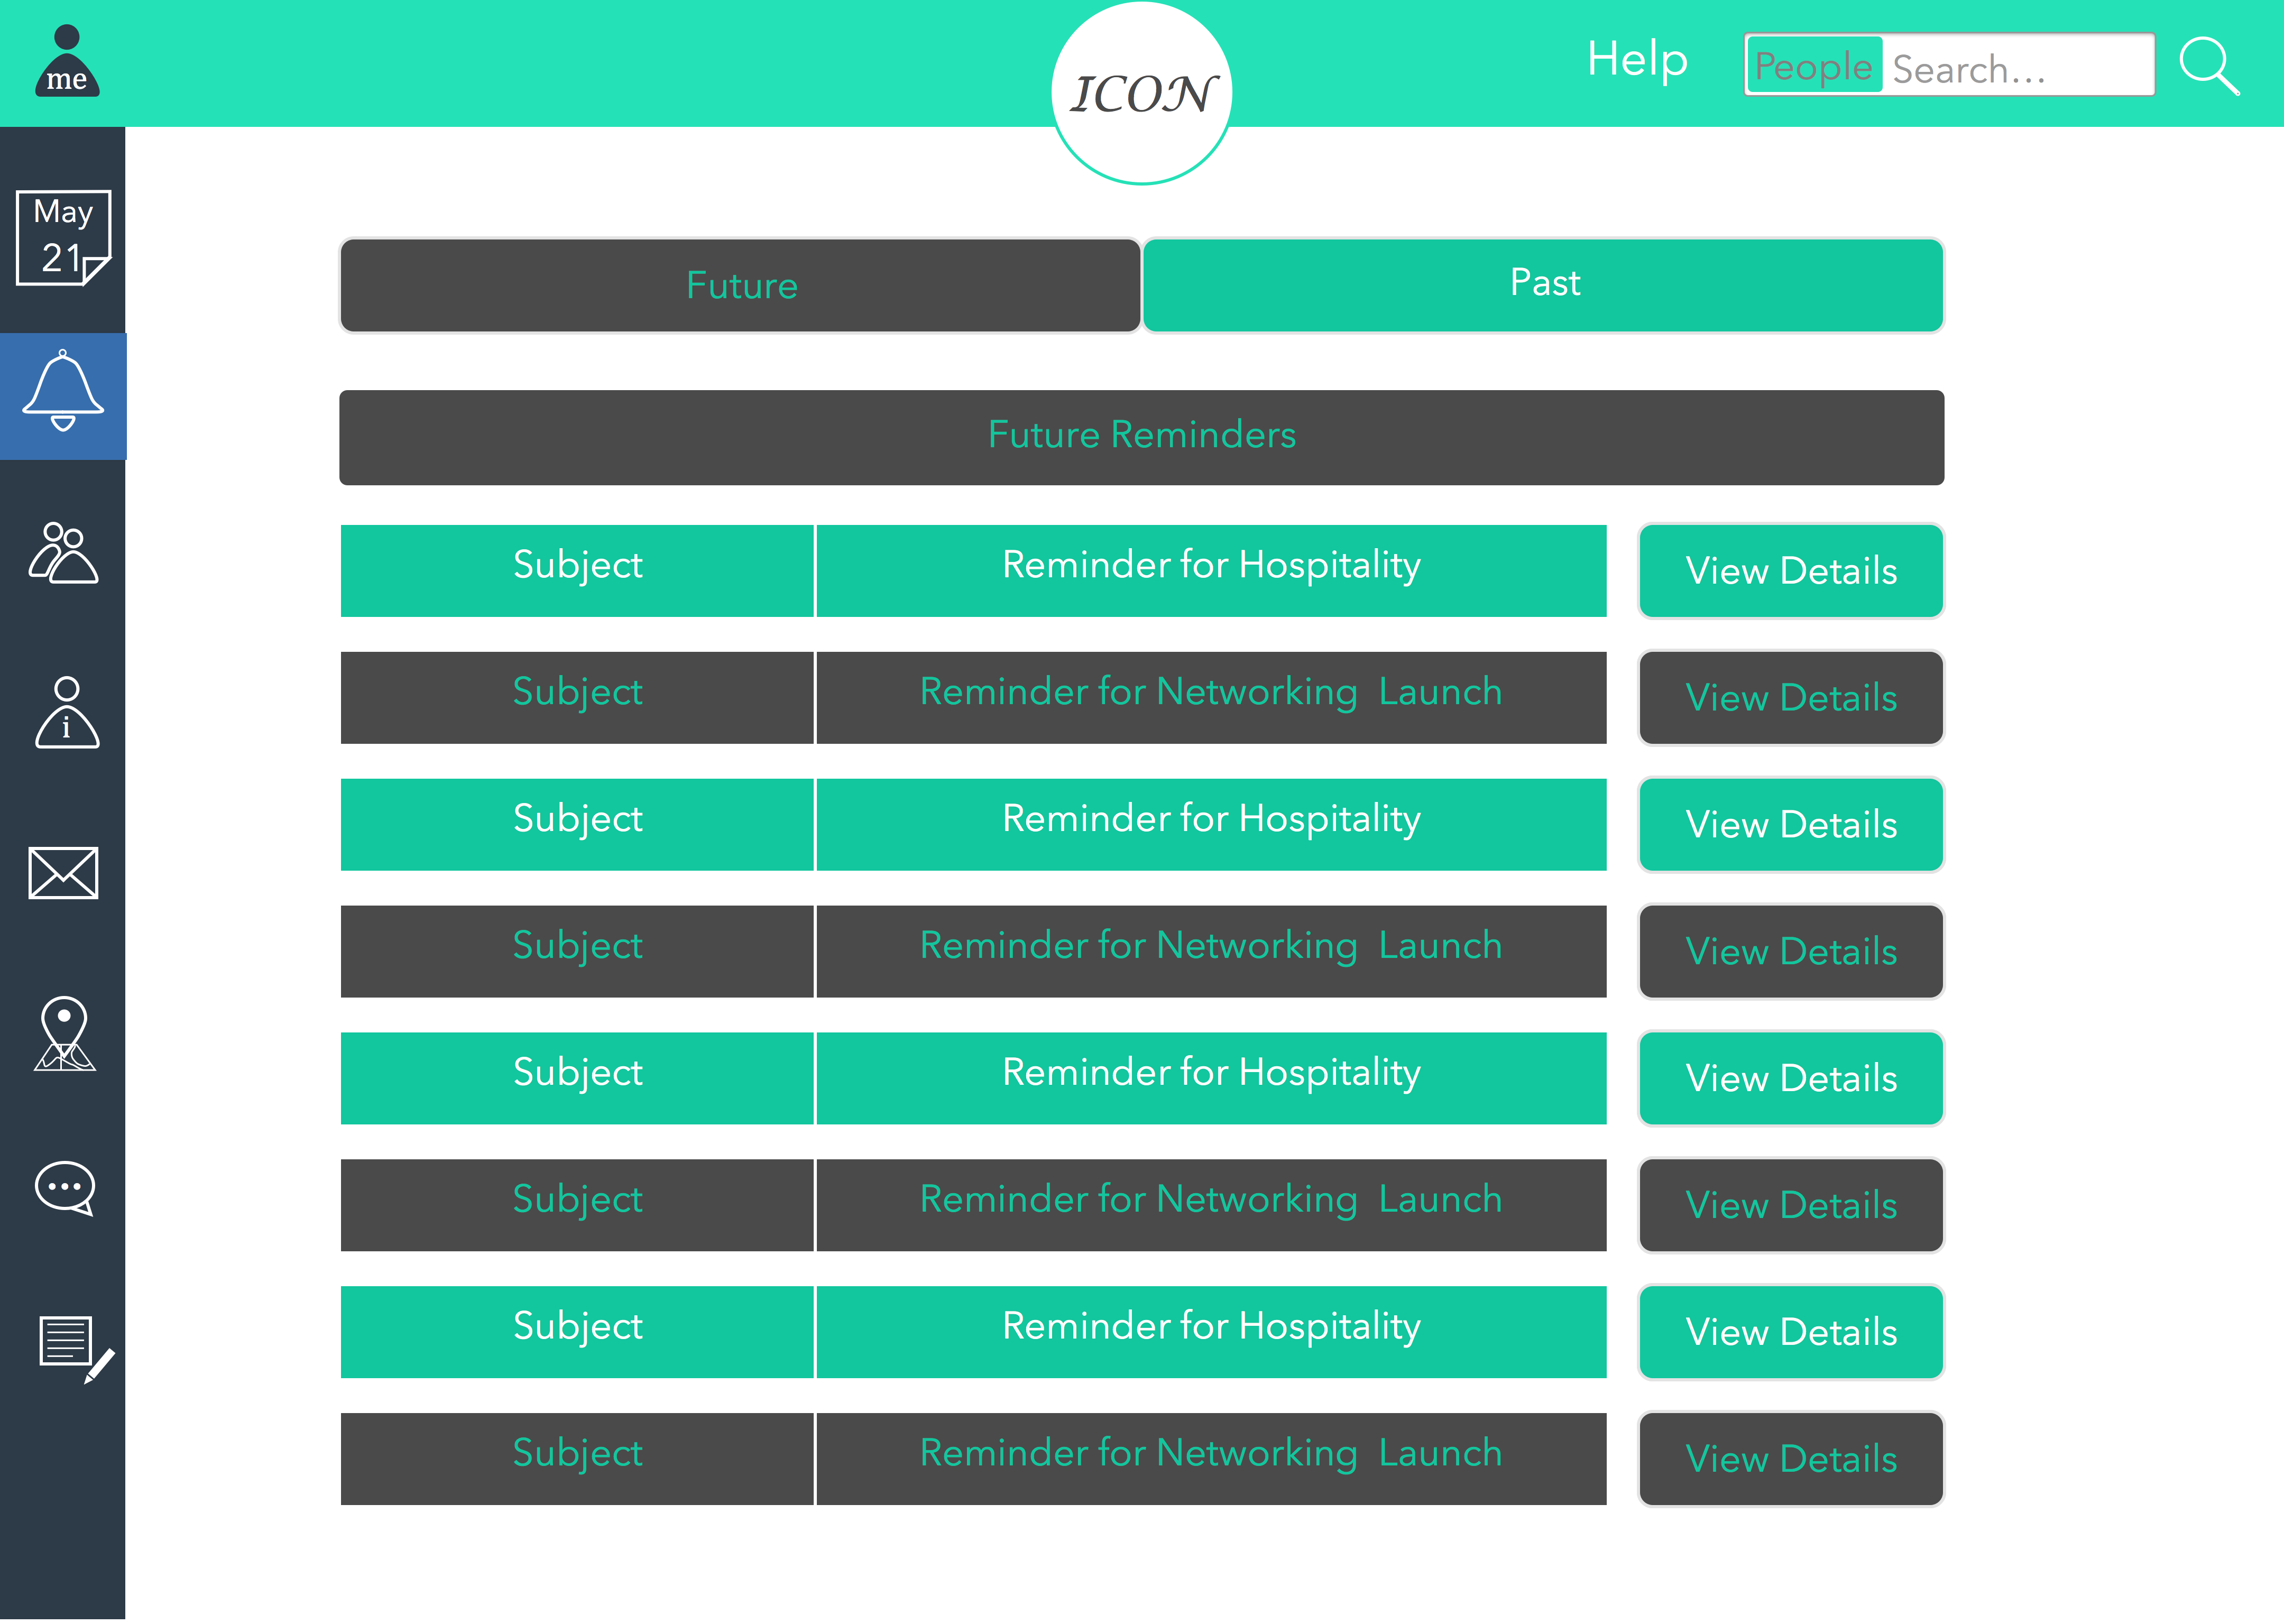 me
ICON
Help
People Search...
May
21
Future
Past
Future Reminders
Subject
Reminder for Hospitality
View Details
Subject
Reminder for Networking  Launch
View Details
Subject
Reminder for Hospitality
View Details
Subject
Reminder for Networking  Launch
View Details
Subject
Reminder for Hospitality
View Details
Subject
Reminder for Networking  Launch
View Details
Subject
Reminder for Hospitality
View Details
Subject
Reminder for Networking  Launch
View Details
i